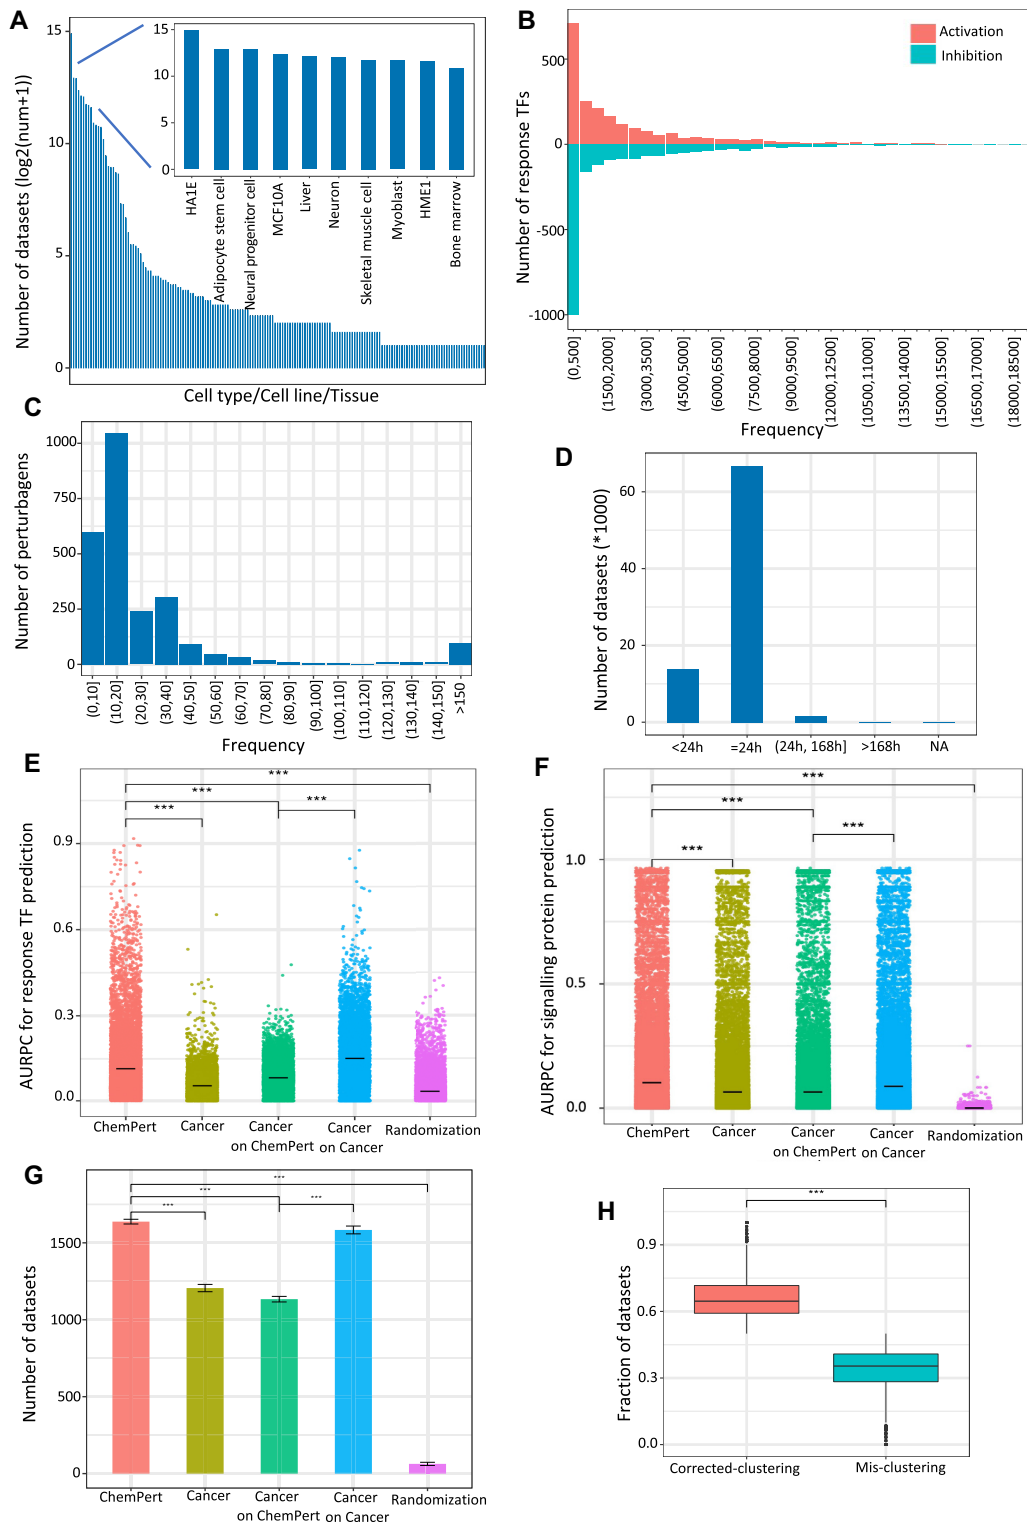 A
Number of datasets (log2(num+1))
15
10
5
0
15
10
5
0
HA1E
Adipocyte stem cell
Neural progenitor cell
MCF10A
Liver
Neuron
Skeletal muscle cell
Myoblast
HME1
Bone marrow
Cell type/Cell line/Tissue
B
Number of response TFs
500
0
-500
-1000
Activation
Inhibition
(0,500]
(1500,2000]
(3000,3500]
(4500,5000]
(6000,6500]
(7500,8000]
(9000,9500]
(12000,12500]
(10500,11000]
(13500,14000]
(15000,15500]
(16500,17000]
(18000,18500]
Frequency
C
Number of perturbagens
1000
750
500
250
0
(0,10]
(10,20]
(20,30]
(30,40]
(40,50]
(50,60]
(60,70]
(70,80]
(80,90]
(90,100]
(100,110]
(110,120]
(120,130]
(130,140]
(140,150]
>150
Frequency
D
Number of datasets (*1000)
60
40
20
0
<24h
=24h
(24h, 168h]
>168h
NA
E
AURPC for response TF prediction
0.9
0.6
0.3
0.0
***
***
***
***
ChemPert
Cancer
Cancer
on ChemPert
Cancer
on Cancer
Randomization
F
AURPC for signalling protein prediction
1.0
0.5
0.0
***
***
***
***
ChemPert
Cancer
Cancer
on ChemPert
Cancer
on Cancer
Randomization
G
Number of datasets
1500
1000
500
0
***
***
***
***
ChemPert
Cancer
Cancer
on ChemPert
Cancer
on Cancer
Randomization
H
Fraction of datasets
0.9
0.6
0.3
0.0
***
Corrected-clustering
Mis-clustering